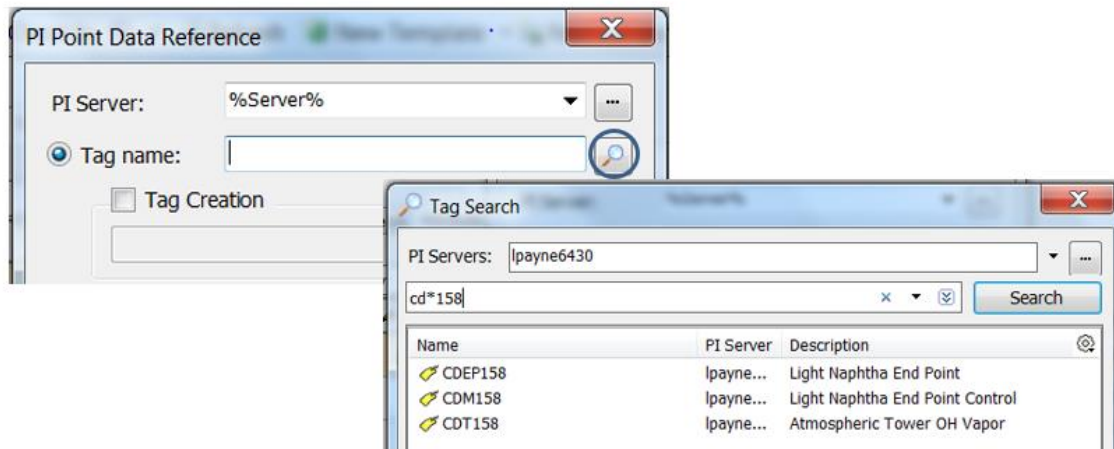 PI Point Data Reference
PI Server: %Server% ...
Tag name:
Tag Creation
Tag Search
PI Servers: lpayne6430 ...
cd*158 Search
Name PI Server Description
CDEP158 lpayne... Light Naphtha End Point
CDM158 lpayne... Light Naphtha End Point Control
CDT158 lpayne... Atmospheric Tower OH Vapor